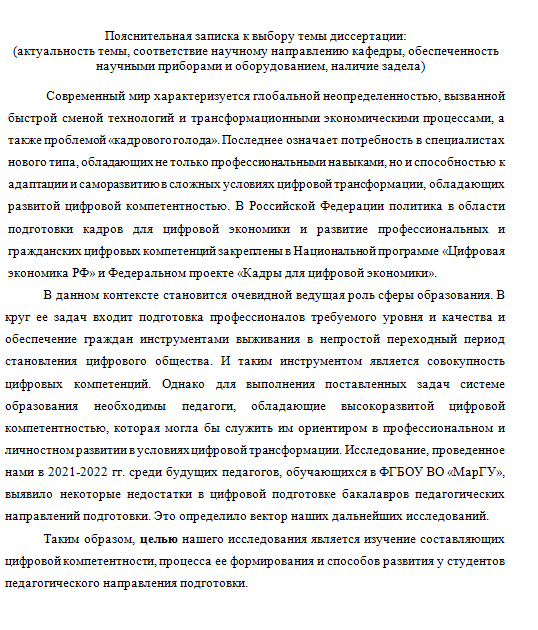 Пояснительная записка к выбору темы диссертации:
(актуальность темы, соответствие научному направлению кафедры, обеспеченность
научными приборами и оборудованием, наличие задела)
Современный мир характеризуется глобальной неопределенностью, вызванной
быстрой сменой технологий и трансформационными экономическими процессами, а
также проблемой «кадрового голода». Последнее означает потребность в специалистах
нового типа, обладающих не только профессиональными навыками, но и способностью к
адаптации и саморазвитию в сложных условиях цифровой трансформации, обладающих
развитой цифровой компетентностью. В Российской Федерации политика в области
подготовки кадров для цифровой экономики и развитие профессиональных и
гражданских цифровых компетенций закреплены в Национальной программе «Цифровая
экономика РФ» и Федеральном проекте «Кадры для цифровой экономики».
В данном контексте становится очевидной ведущая роль сферы образования. В
круг ее задач входит подготовка профессионалов требуемого уровня и качества и
обеспечение граждан инструментами выживания в непростой переходный период
становления цифрового общества. И таким инструментом является совокупность
цифровых компетенций. Однако для выполнения поставленных задач системе
образования необходимы педагоги, обладающие высокоразвитой цифровой
компетентностью, которая могла бы служить им ориентиром в профессиональном и
личностном развитии в условиях цифровой трансформации. Исследование, проведенное
нами в 2021-2022 гг. среди будущих педагогов, обучающихся в ФГБОУ ВО «МарГУ»,
выявило некоторые недостатки в цифровой подготовке бакалавров педагогических
направлений подготовки. Это определило вектор наших дальнейших исследований.
Таким образом, целью нашего исследования является изучение составляющих
цифровой компетентности, процесса ее формирования и способов развития у студентов
педагогического направления подготовки.